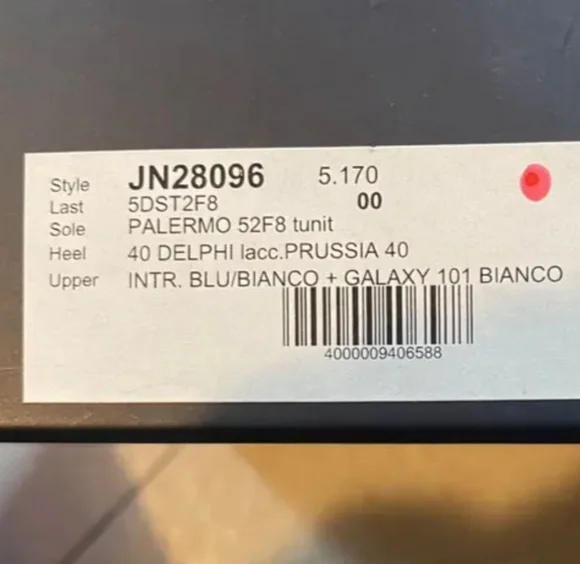 Style JN28096 5.170
Last 5DST2F8 00
Sole PALERMO 52F8 tunit
Heel 40 DELPHI lacc.PRUSSIA 40
Upper INTR. BLU/BIANCO + GALAXY 101 BIANCO
4000009406588